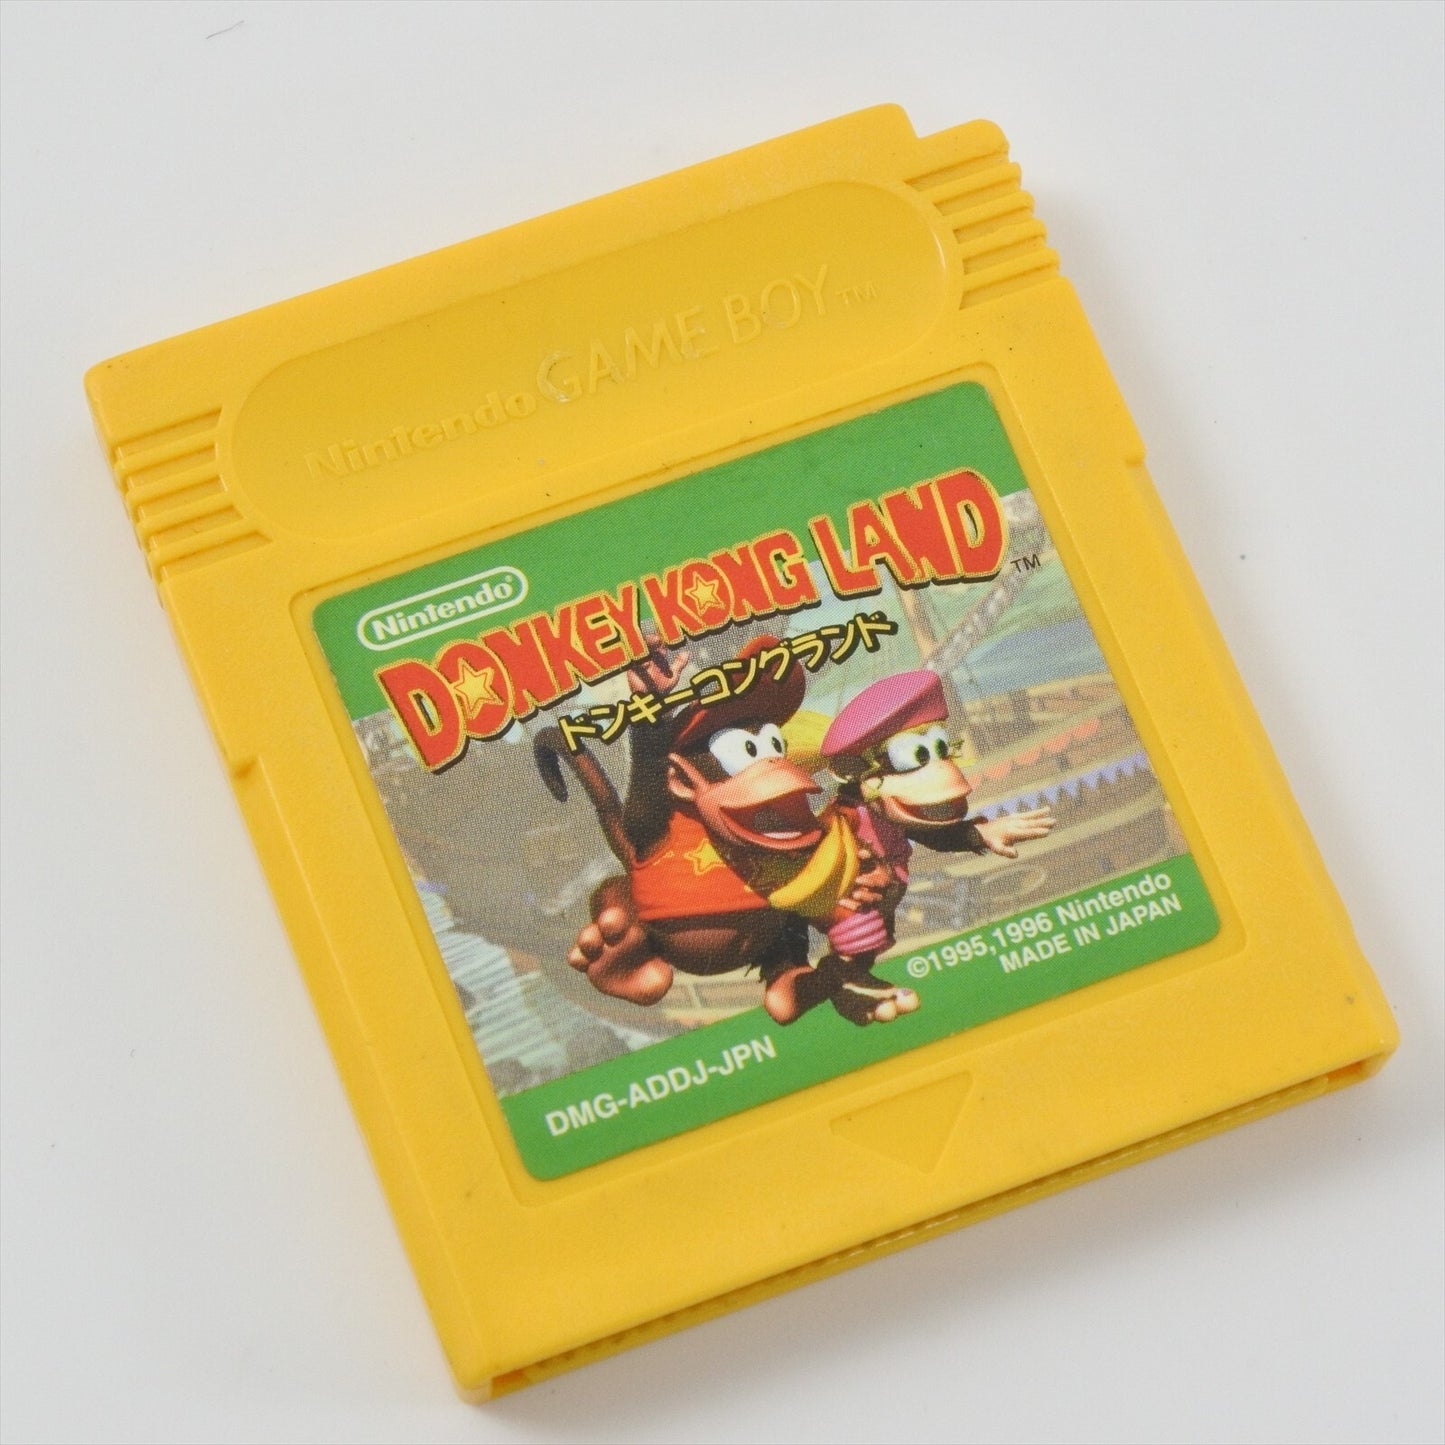 Nintendo GAME BOY™
Nintendo®
DONKEY KONG LAND™
ドンキーコングランド
©1995,1996 Nintendo
MADE IN JAPAN
DMG-ADDJ-JPN